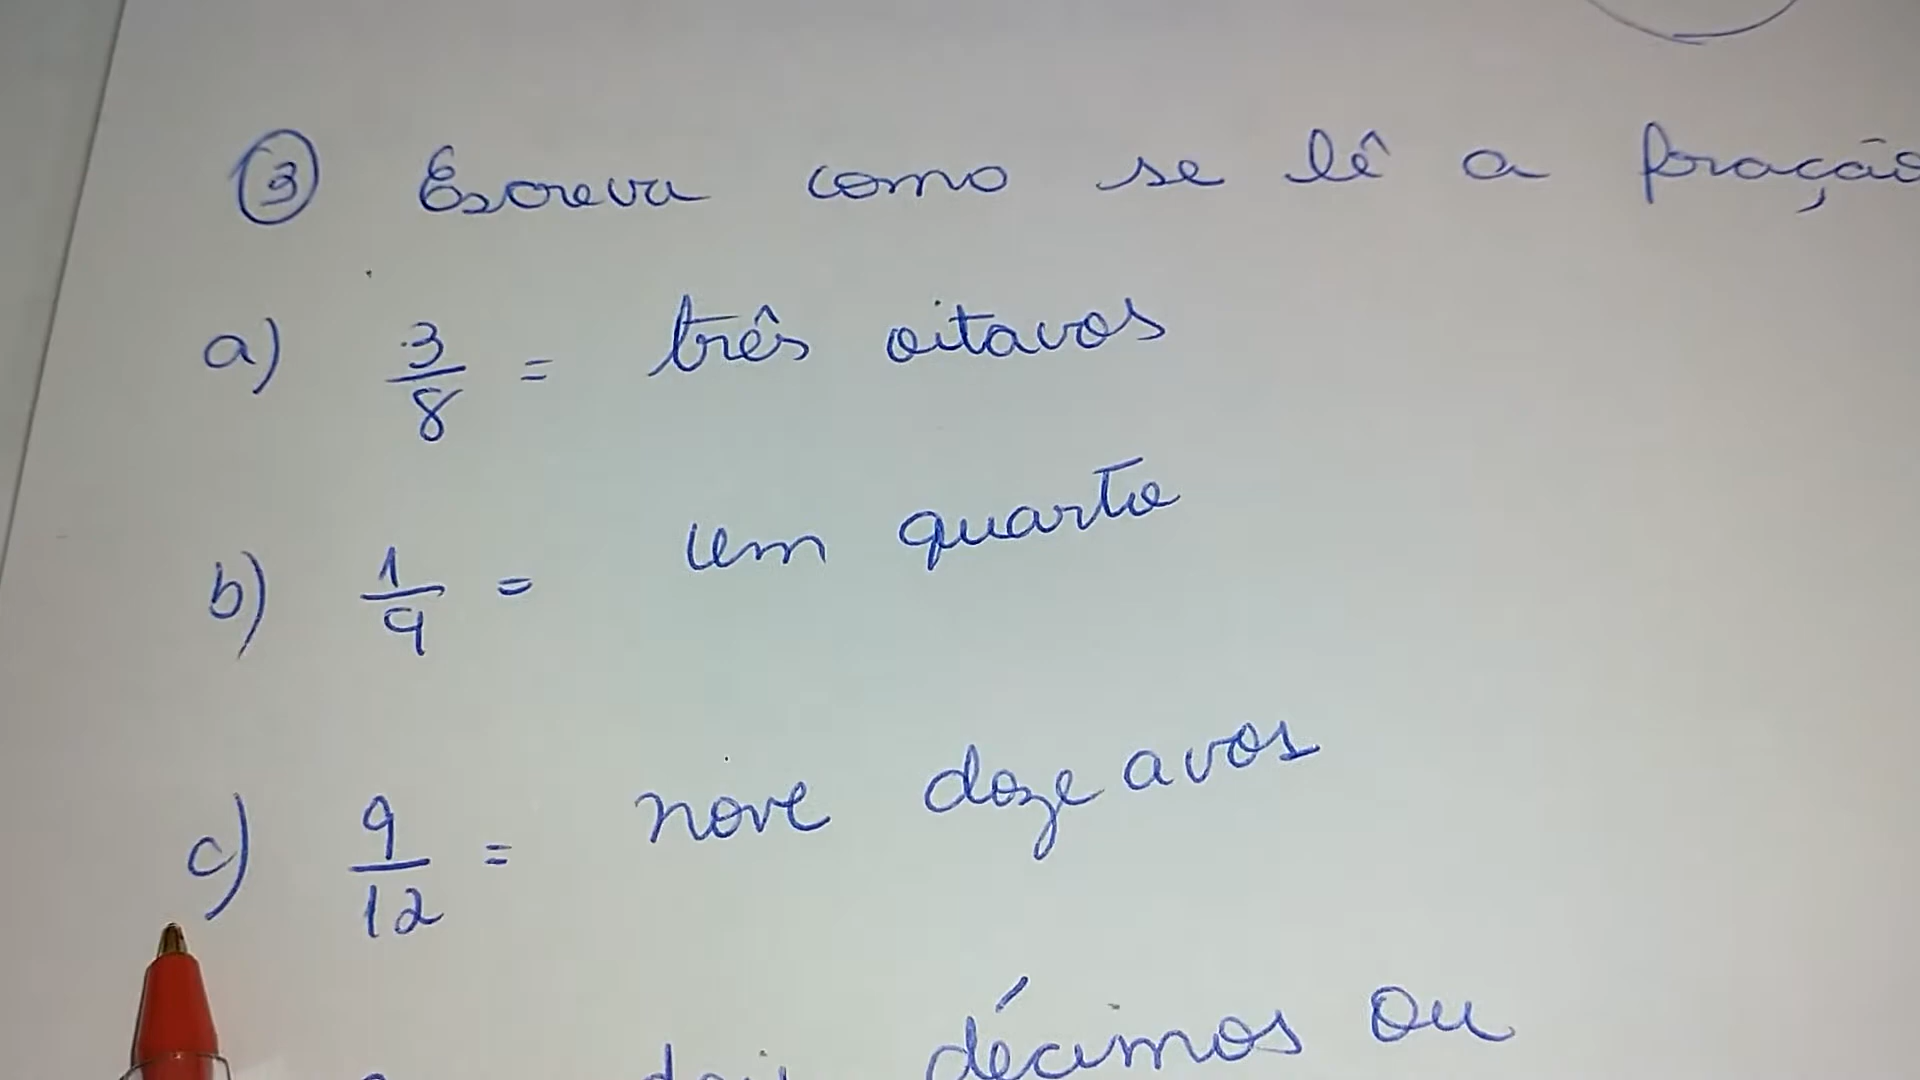 3 Escreva como se lê a fração
a) 3/8 = três oitavos
b) 1/4 = um quarto
c) 9/12 = nove doze avos
décimos ou